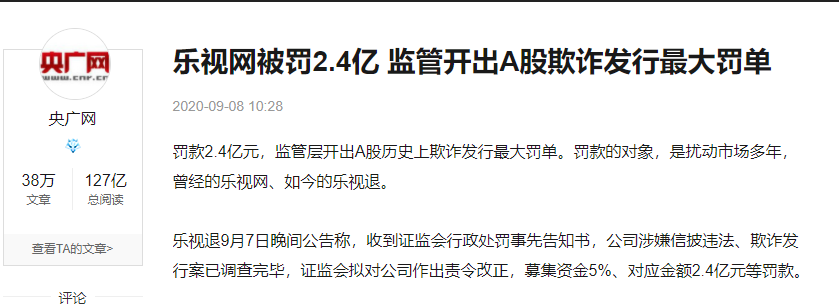 央广网
www.cnr.cn
央广网
38万
文章
127亿
总阅读
查看TA的文章>
评论
乐视网被罚2.4亿 监管开出A股欺诈发行最大罚单
2020-09-08 10:28
罚款2.4亿元，监管层开出A股历史上欺诈发行最大罚单。罚款的对象，是扰动市场多年，
曾经的乐视网、如今的乐视退。
乐视退9月7日晚间公告称，收到证监会行政处罚事先告知书，公司涉嫌信披违法、欺诈发
行案已调查完毕，证监会拟对公司作出责令改正，募集资金5%、对应金额2.4亿元等罚款。